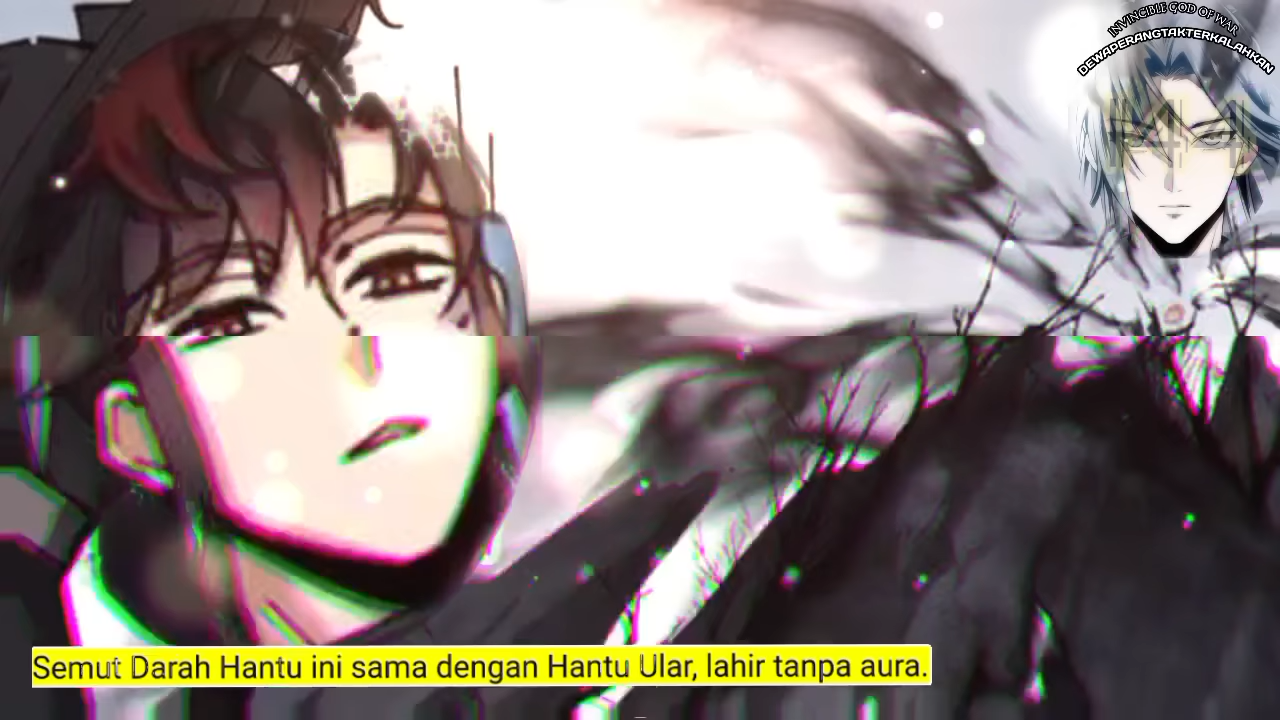 INVINCIBLE GOD OF WAR
DEWAPERANGTAKTERKALAHKAN
Semut Darah Hantu ini sama dengan Hantu Ular, lahir tanpa aura.